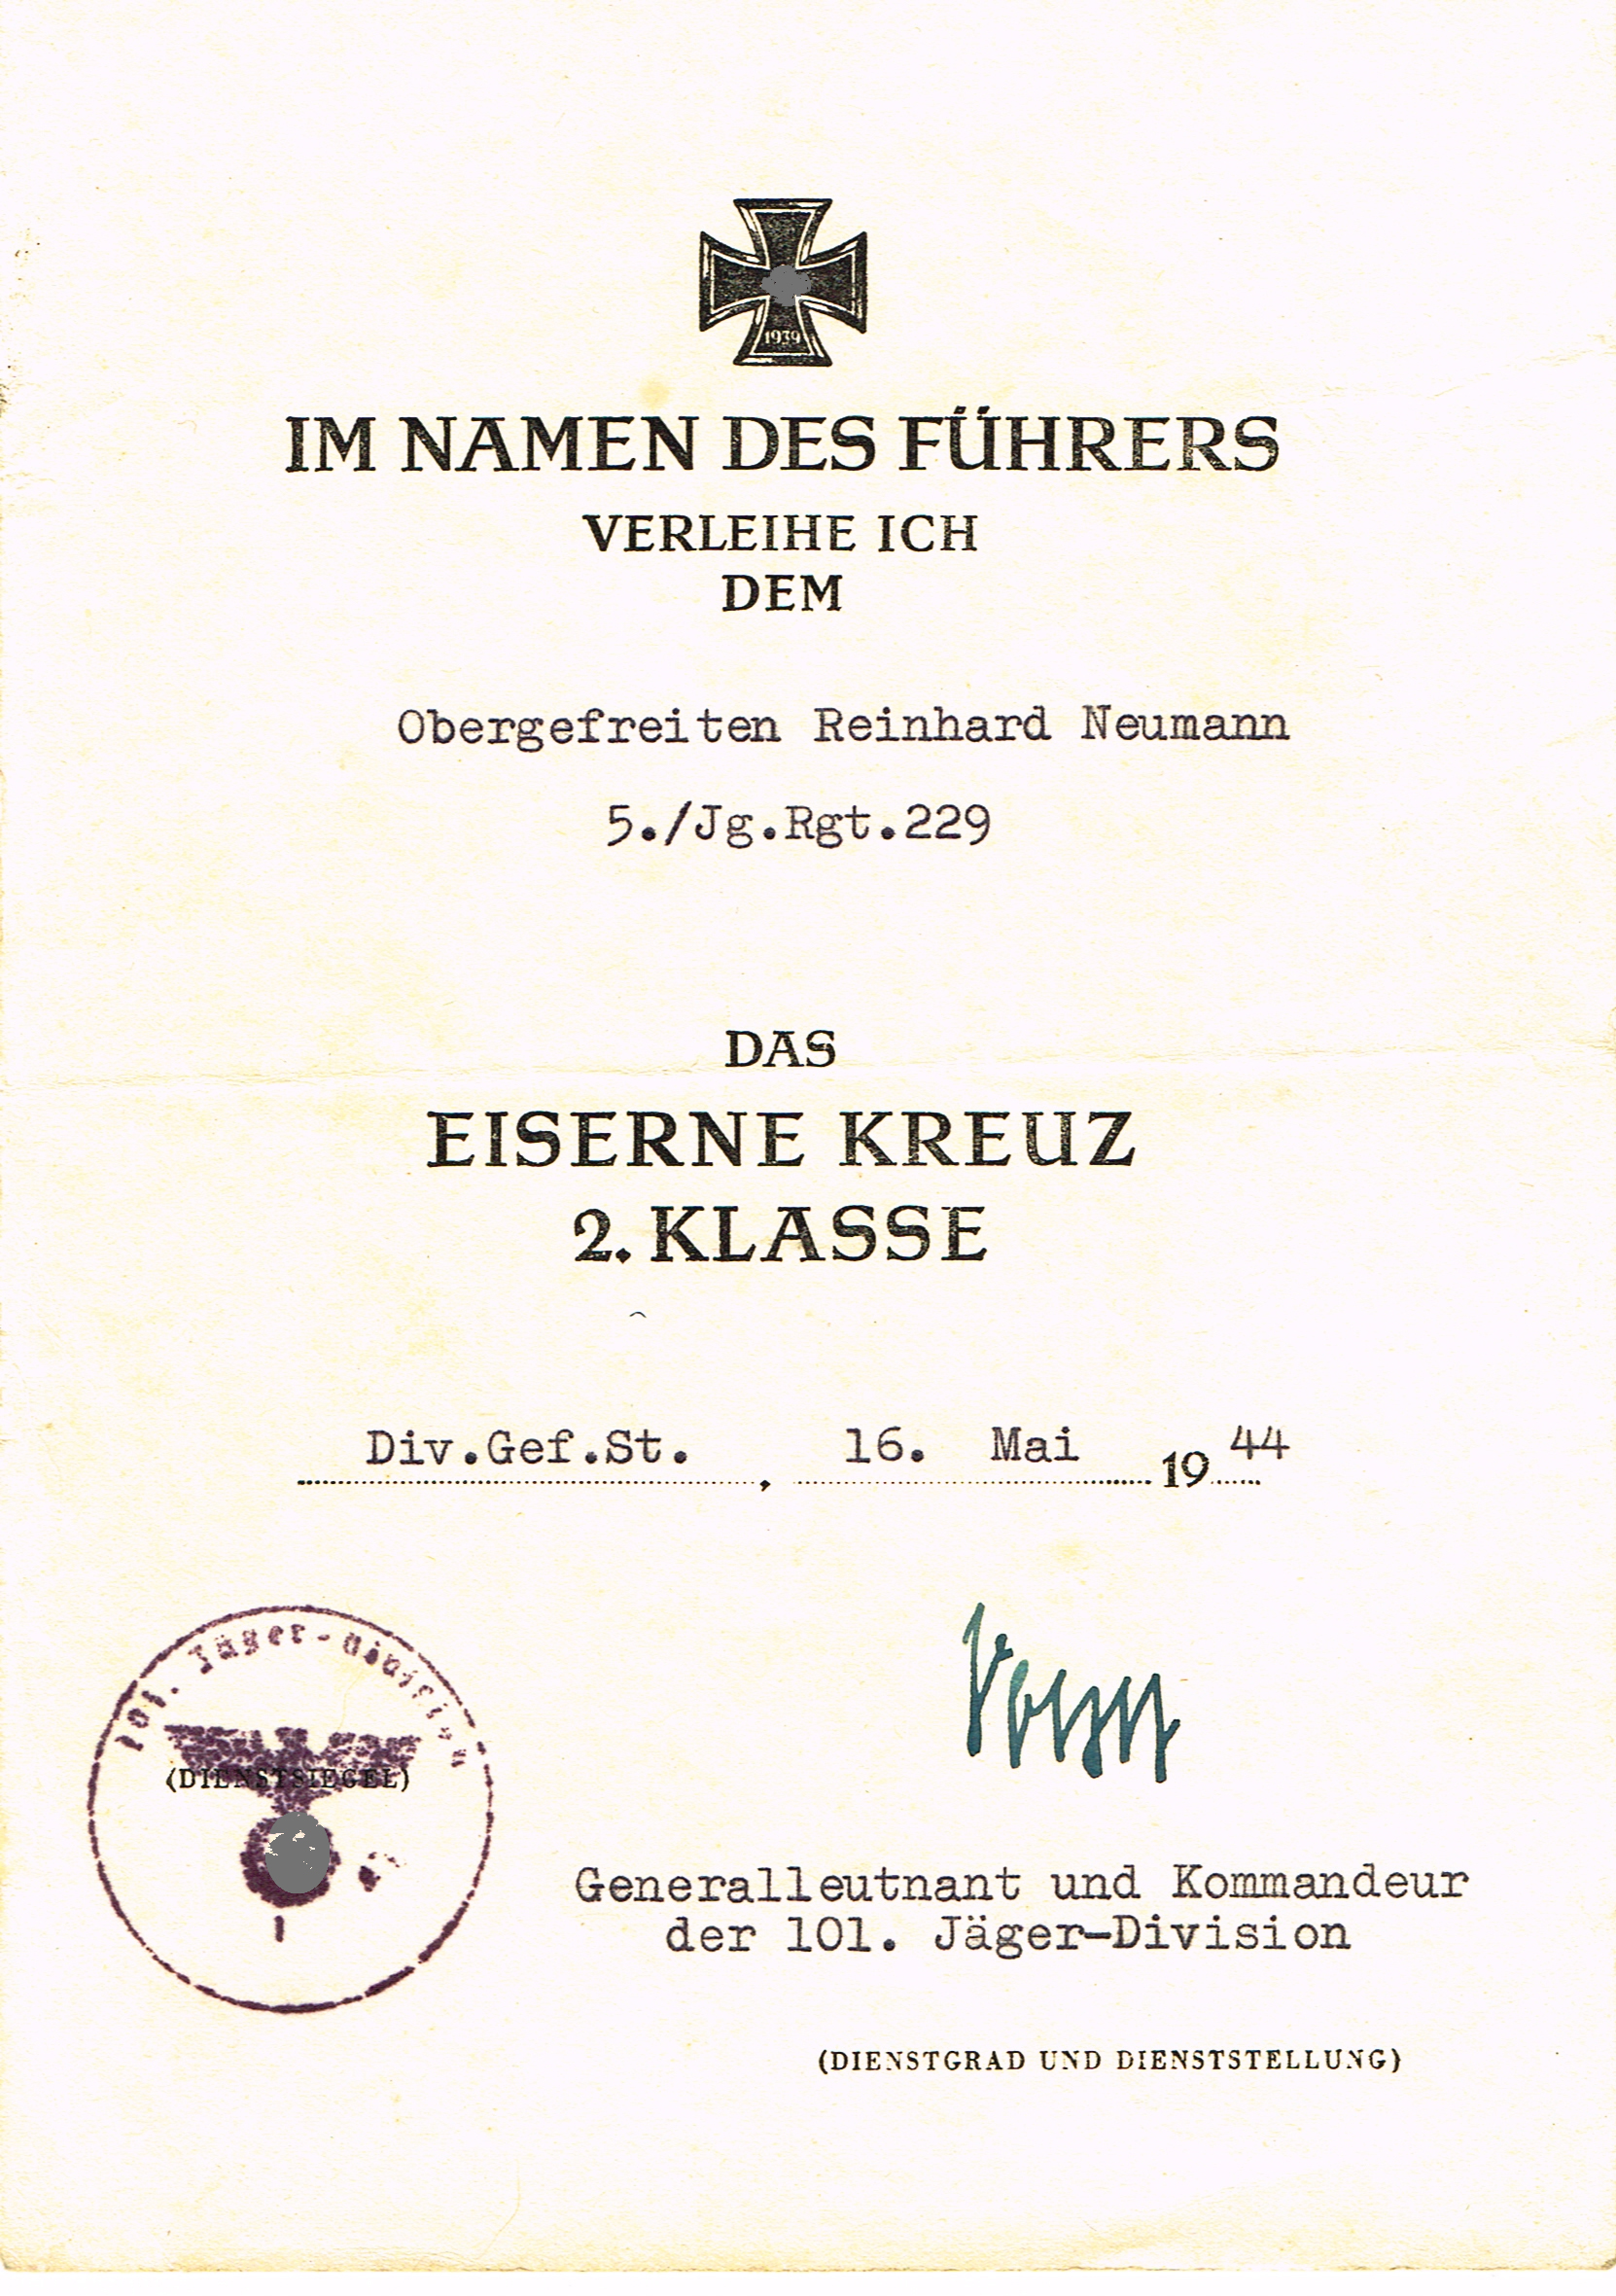 1939
IM NAMEN DES FÜHRERS
VERLEIHE ICH
DEM
Obergefreiten Reinhard Neumann
5./Jg.Rgt.229
DAS
EISERNE KREUZ
2. KLASSE
Div.Gef.St. , 16. Mai 1944
101. Jäger-Division
(DIENSTSIEGEL)
Generalleutnant und Kommandeur
der 101. Jäger-Division
(DIENSTGRAD UND DIENSTSTELLUNG)